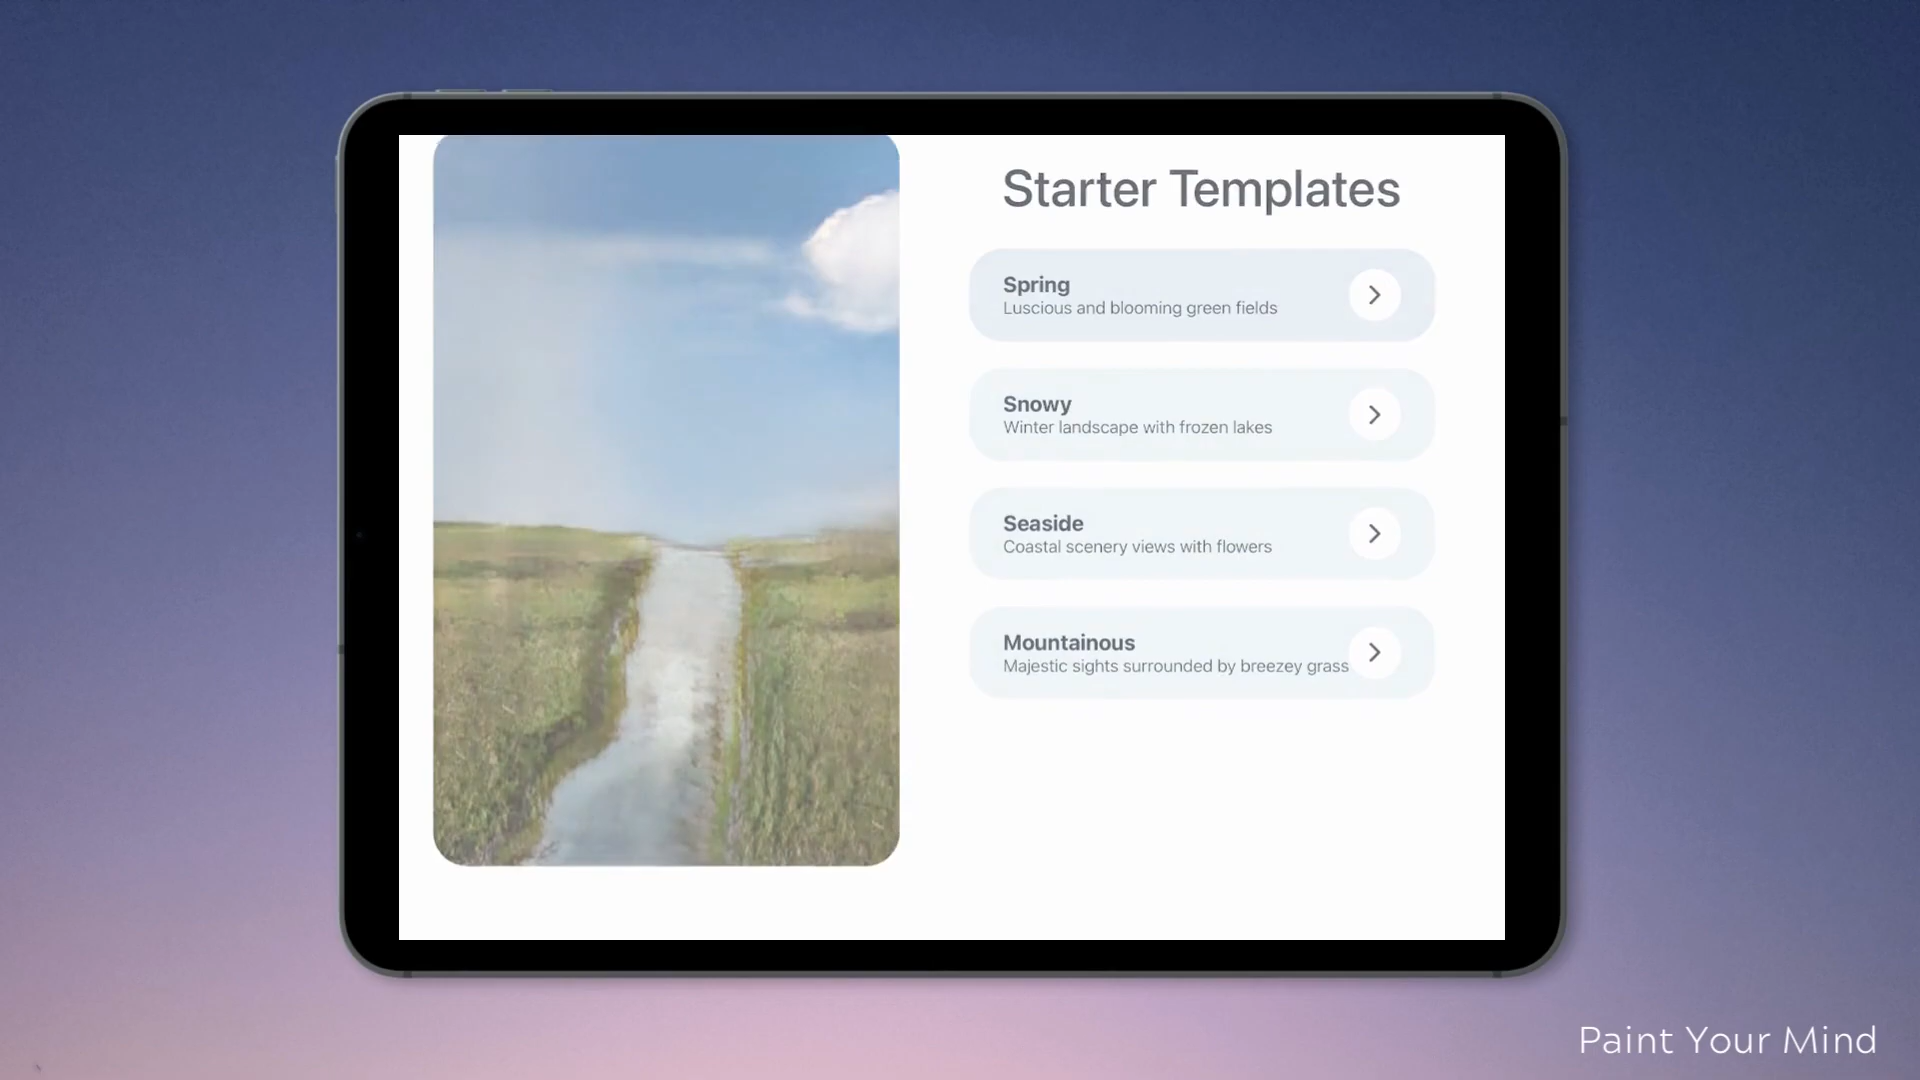 Starter Templates
Spring
Luscious and blooming green fields
Snowy
Winter landscape with frozen lakes
Seaside
Coastal scenery views with flowers
Mountainous
Majestic sights surrounded by breezey grass
Paint Your Mind